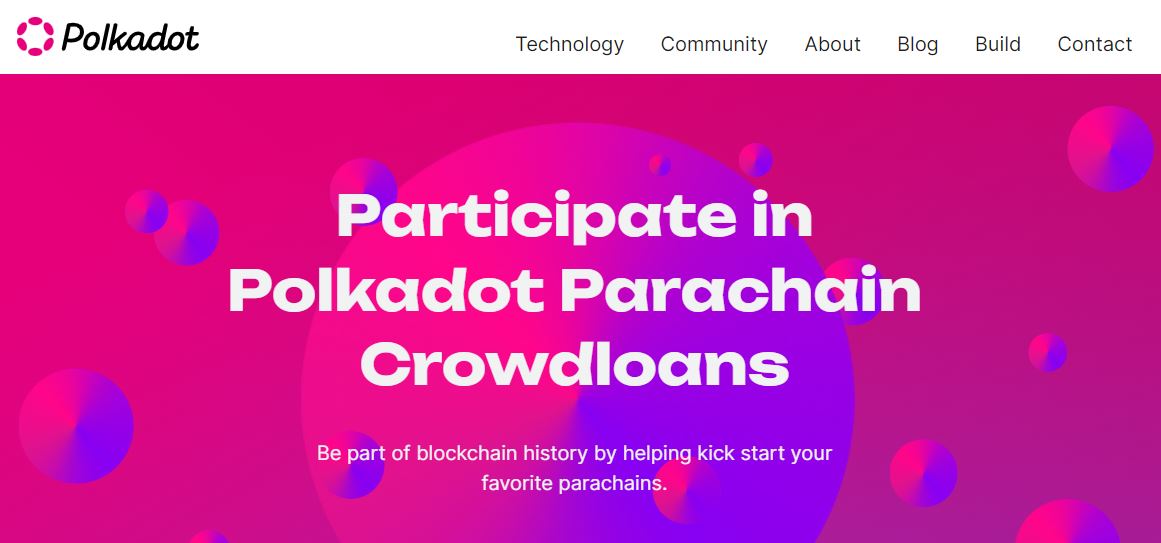 Polkadot
Technology Community About Blog Build Contact
Participate in
Polkadot Parachain
Crowdloans
Be part of blockchain history by helping kick start your
favorite parachains.